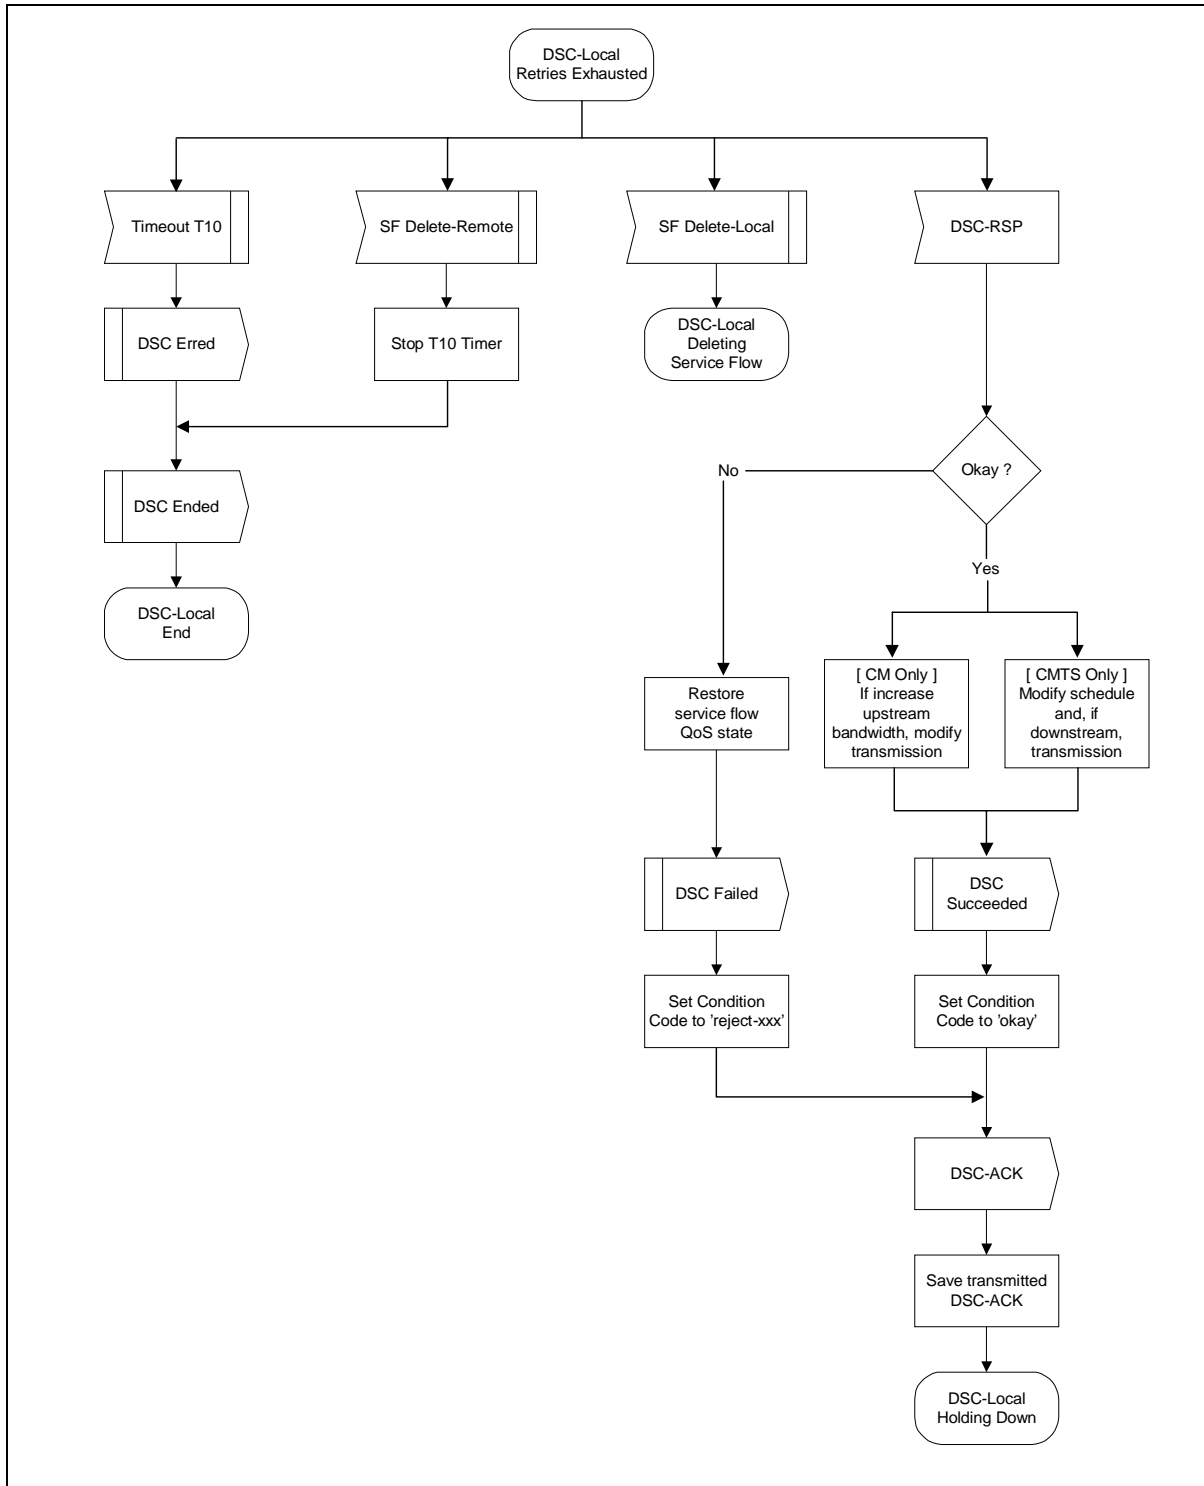 DSC-Local
Retries Exhausted
Timeout T10
SF Delete-Remote
SF Delete-Local
DSC-RSP
DSC Erred
Stop T10 Timer
DSC-Local
Deleting
Service Flow
No
Okay ?
DSC Ended
Yes
DSC-Local
End
[ CM Only ]
If increase
upstream
bandwidth, modify
transmission
[ CMTS Only ]
Modify schedule
and, if
downstream,
transmission
Restore
service flow
QoS state
DSC Failed
DSC
Succeeded
Set Condition
Code to 'reject-xxx'
Set Condition
Code to 'okay'
DSC-ACK
Save transmitted
DSC-ACK
DSC-Local
Holding Down